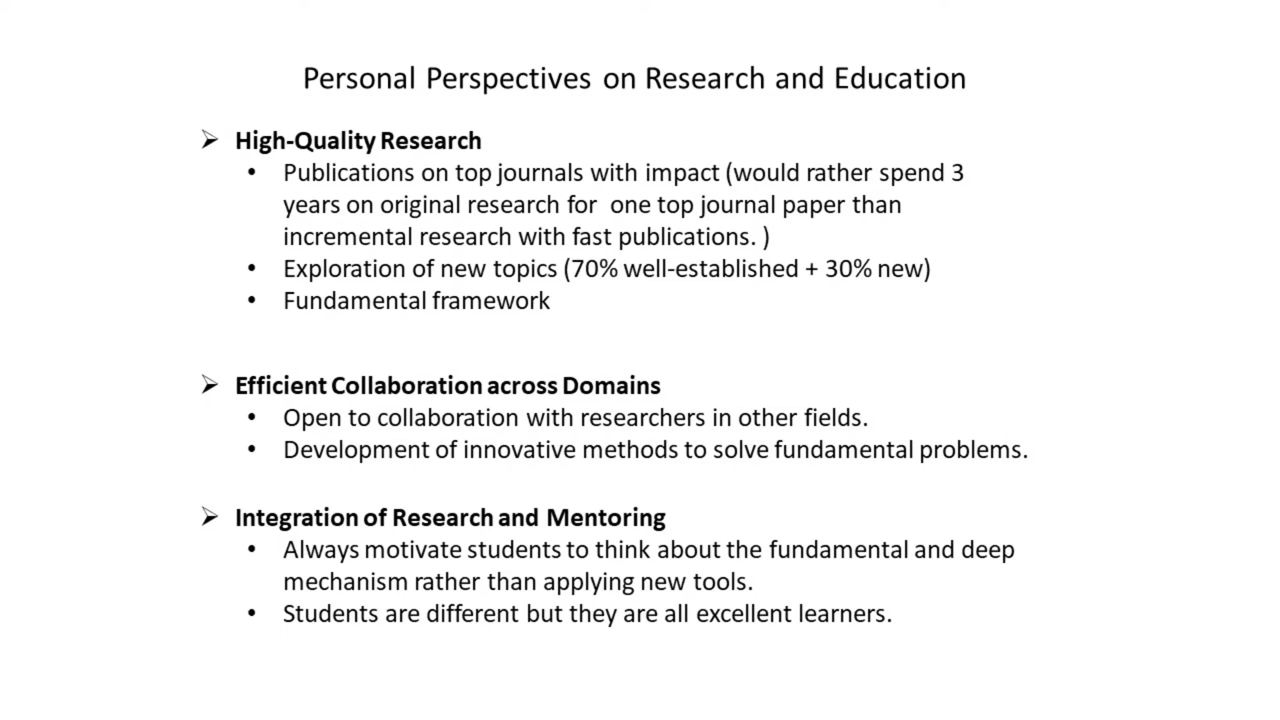 Personal Perspectives on Research and Education
➢ High-Quality Research
• Publications on top journals with impact (would rather spend 3
years on original research for  one top journal paper than
incremental research with fast publications. )
• Exploration of new topics (70% well-established + 30% new)
• Fundamental framework
➢ Efficient Collaboration across Domains
• Open to collaboration with researchers in other fields.
• Development of innovative methods to solve fundamental problems.
➢ Integration of Research and Mentoring
• Always motivate students to think about the fundamental and deep
mechanism rather than applying new tools.
• Students are different but they are all excellent learners.